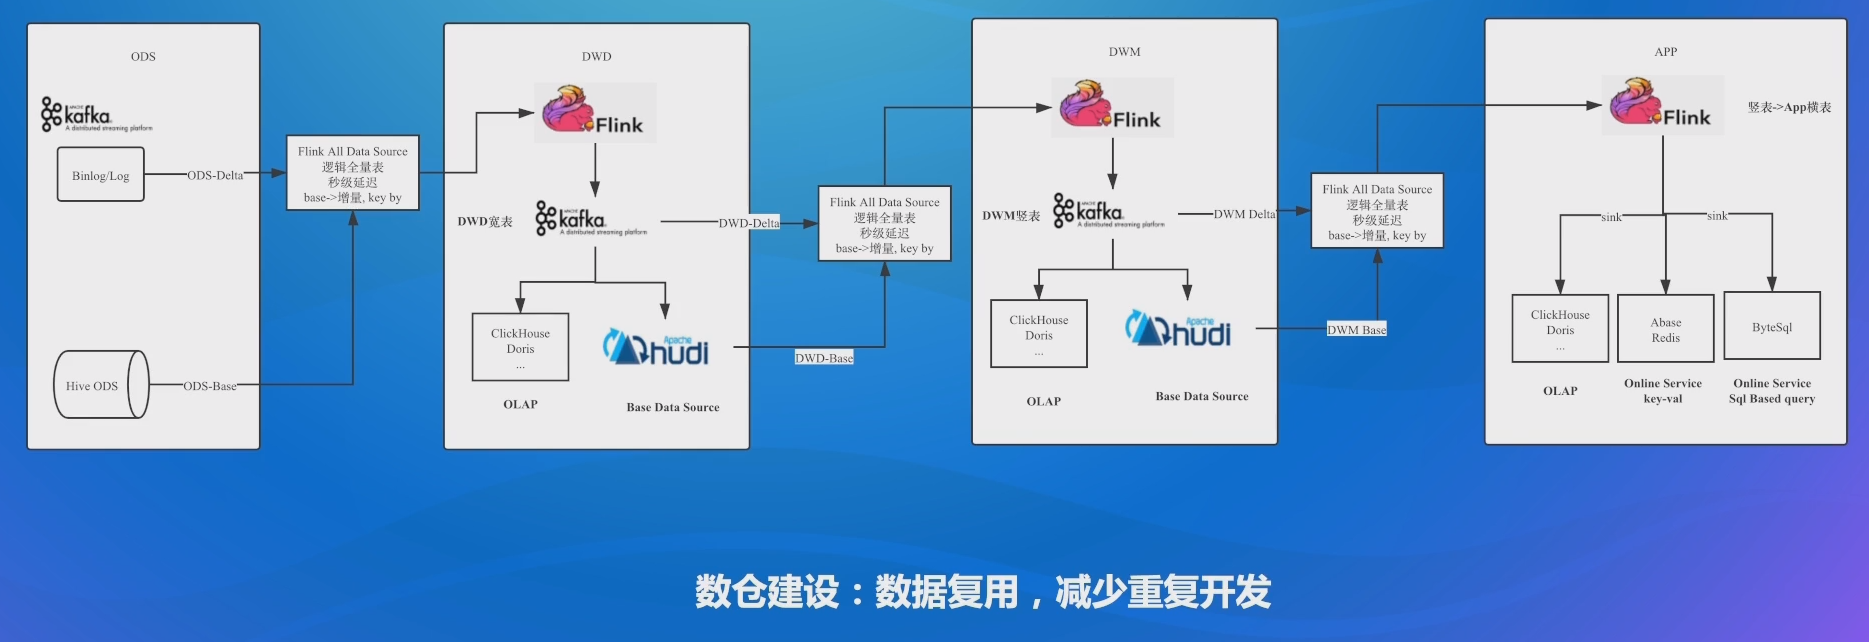 ODS
APACHE
kafka
A distributed streaming platform
Binlog/Log
ODS-Delta
Hive ODS
ODS-Base
Flink All Data Source
逻辑全量表
秒级延迟
base->增量, key by
DWD
Flink
DWD宽表
APACHE
kafka
A distributed streaming platform
DWD-Delta
ClickHouse
Doris
...
OLAP
Apache
hudi
Base Data Source
DWD-Base
Flink All Data Source
逻辑全量表
秒级延迟
base->增量, key by
DWM
Flink
DWM竖表
APACHE
kafka
A distributed streaming platform
DWM Delta
ClickHouse
Doris
...
OLAP
Apache
hudi
Base Data Source
DWM Base
Flink All Data Source
逻辑全量表
秒级延迟
base->增量, key by
APP
Flink
竖表->App横表
sink
sink
ClickHouse
Doris
...
OLAP
Abase
Redis
Online Service
key-val
ByteSql
Online Service
Sql Based query
数仓建设：数据复用，减少重复开发